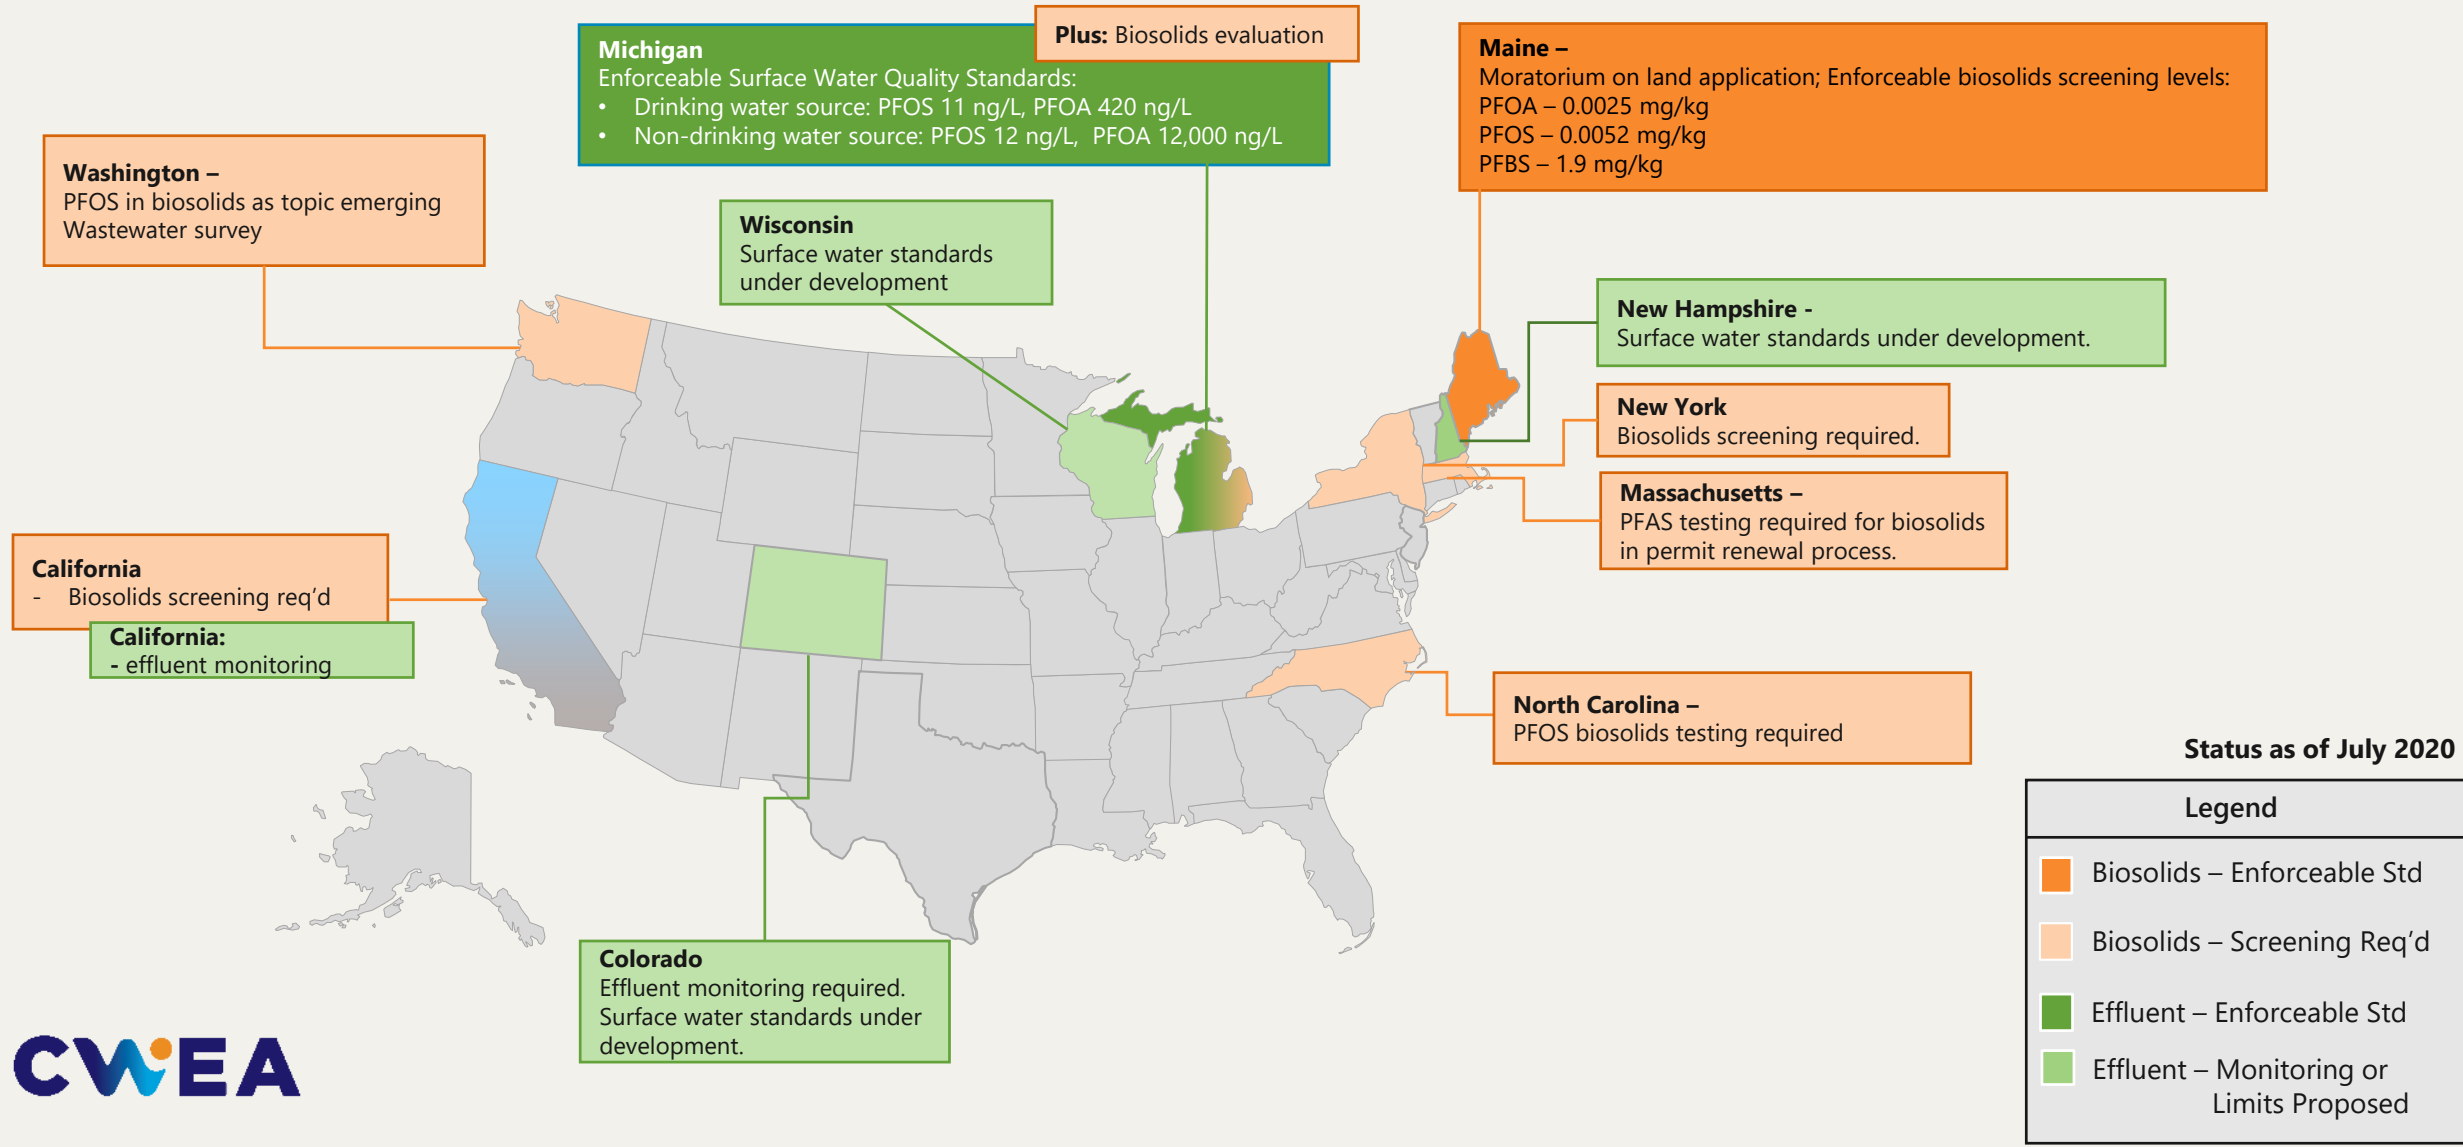 Plus: Biosolids evaluation
Michigan
Enforceable Surface Water Quality Standards:
• Drinking water source: PFOS 11 ng/L, PFOA 420 ng/L
• Non-drinking water source: PFOS 12 ng/L, PFOA 12,000 ng/L
Maine –
Moratorium on land application; Enforceable biosolids screening levels:
PFOA – 0.0025 mg/kg
PFOS – 0.0052 mg/kg
PFBS – 1.9 mg/kg
Washington –
PFOS in biosolids as topic emerging
Wastewater survey
Wisconsin
Surface water standards
under development
New Hampshire -
Surface water standards under development.
New York
Biosolids screening required.
Massachusetts –
PFAS testing required for biosolids
in permit renewal process.
California
- Biosolids screening req'd
California:
- effluent monitoring
North Carolina –
PFOS biosolids testing required
Colorado
Effluent monitoring required.
Surface water standards under
development.
Status as of July 2020
Legend
Biosolids – Enforceable Std
Biosolids – Screening Req'd
Effluent – Enforceable Std
Effluent – Monitoring or
Limits Proposed
CWEA